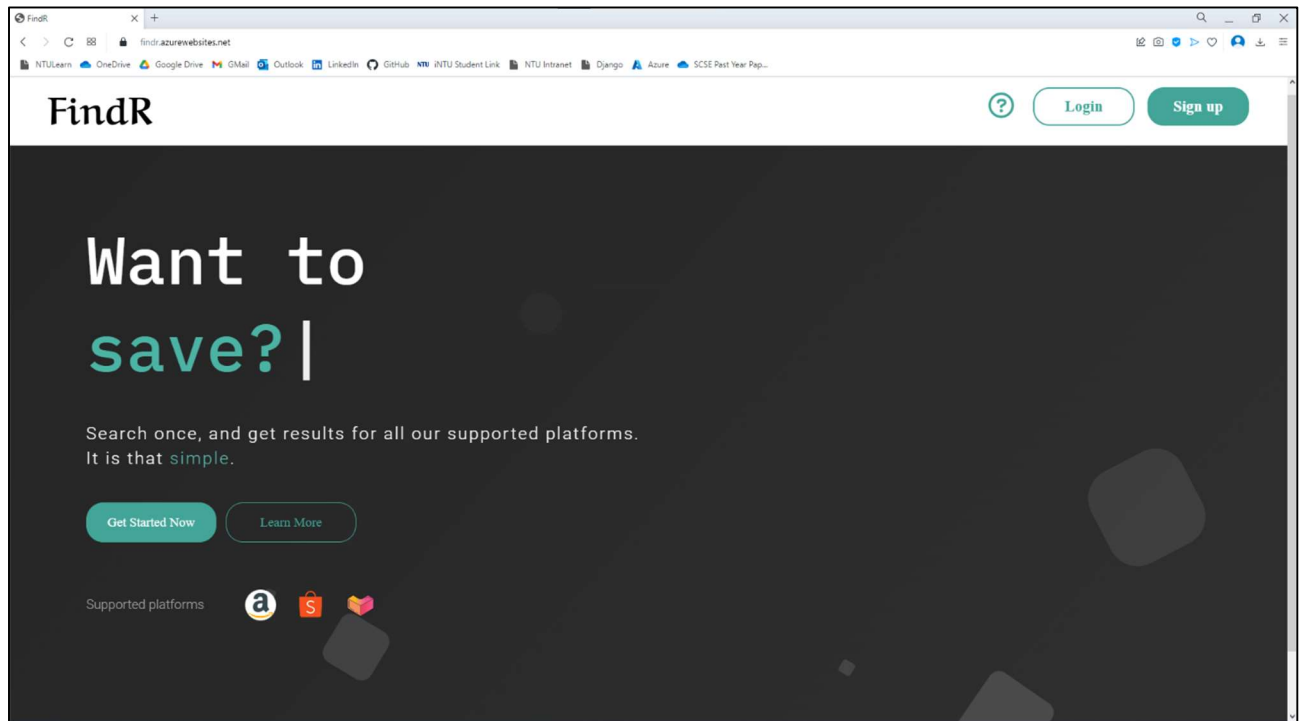 FindR
findr.azurewebsites.net
NTULearn OneDrive Google Drive GMail Outlook LinkedIn GitHub NTU iNTU Student Link NTU Intranet Django Azure SCSE Past Year Pap...
FindR ? Login Sign up
Want to
save?|
Search once, and get results for all our supported platforms.
It is that simple.
Get Started Now Learn More
Supported platforms a S